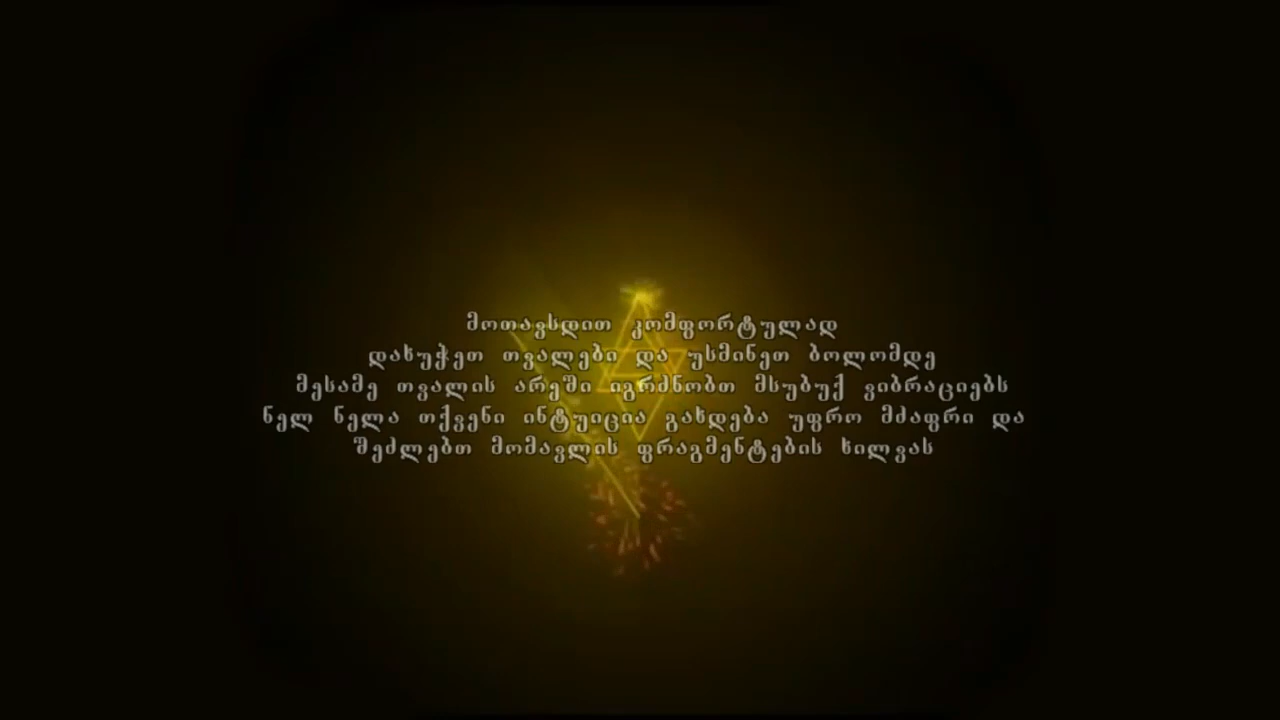 მოთავსდით კომფორტულად
დახუჭეთ თვალები და უსმინეთ ბოლომდე
მესამე თვალის არეში იგრძნობთ მსუბუქ ვიბრაციებს
ნელ ნელა თქვენი ინტუიცია გახდება უფრო მძაფრი და
შეძლებთ მომავლის ფრაგმენტების ხილვას